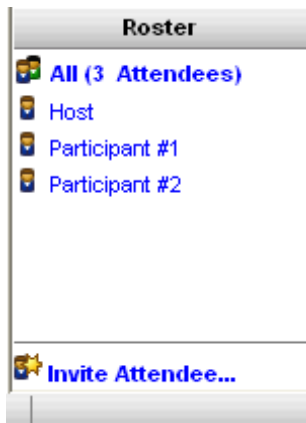 Roster
All (3 Attendees)
Host
Participant #1
Participant #2
Invite Attendee...